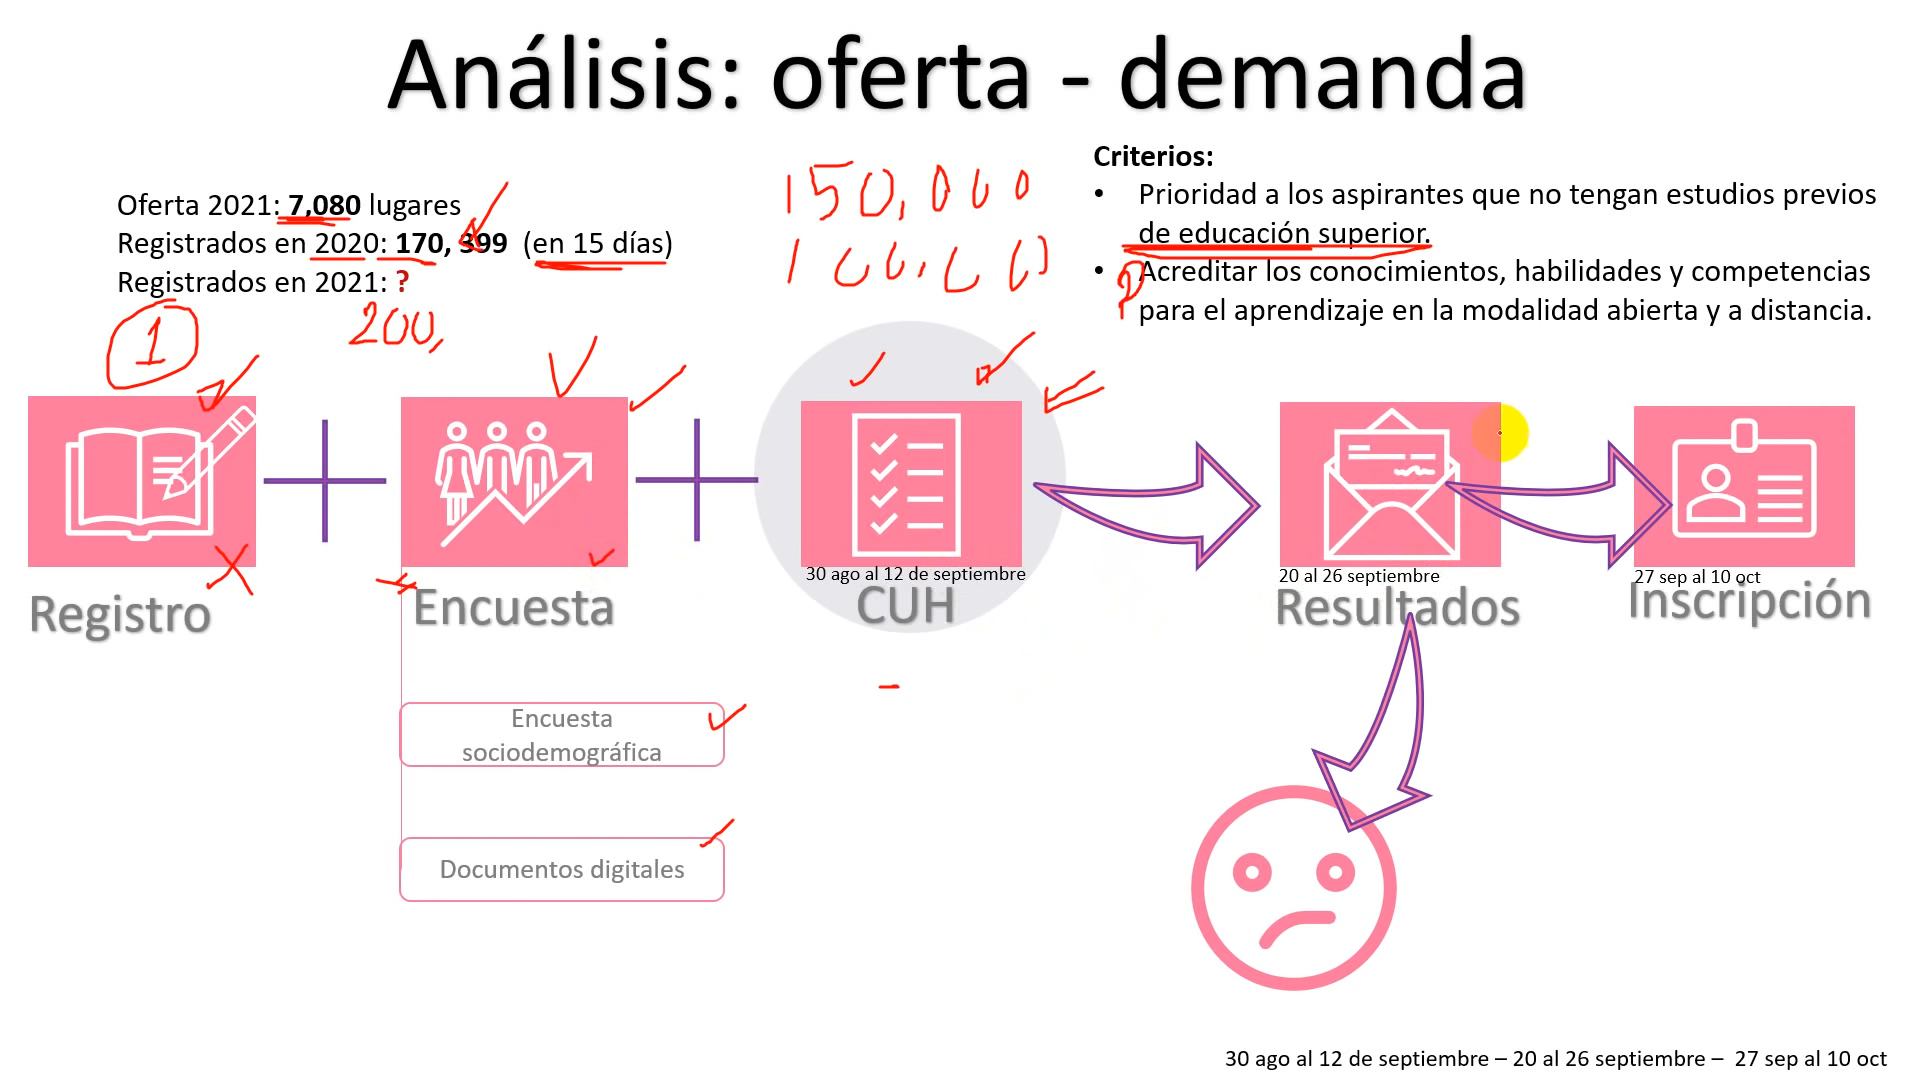 Análisis: oferta - demanda
Oferta 2021: 7,080 lugares
Registrados en 2020: 170, 399 (en 15 días)
Registrados en 2021: ?
200,
1
150,000
100,00
Criterios:
• Prioridad a los aspirantes que no tengan estudios previos
de educación superior.
• Acreditar los conocimientos, habilidades y competencias
para el aprendizaje en la modalidad abierta y a distancia.
Registro
Encuesta
30 ago al 12 de septiembre
CUH
20 al 26 septiembre
Resultados
27 sep al 10 oct
Inscripción
Encuesta
sociodemográfica
Documentos digitales
30 ago al 12 de septiembre – 20 al 26 septiembre – 27 sep al 10 oct